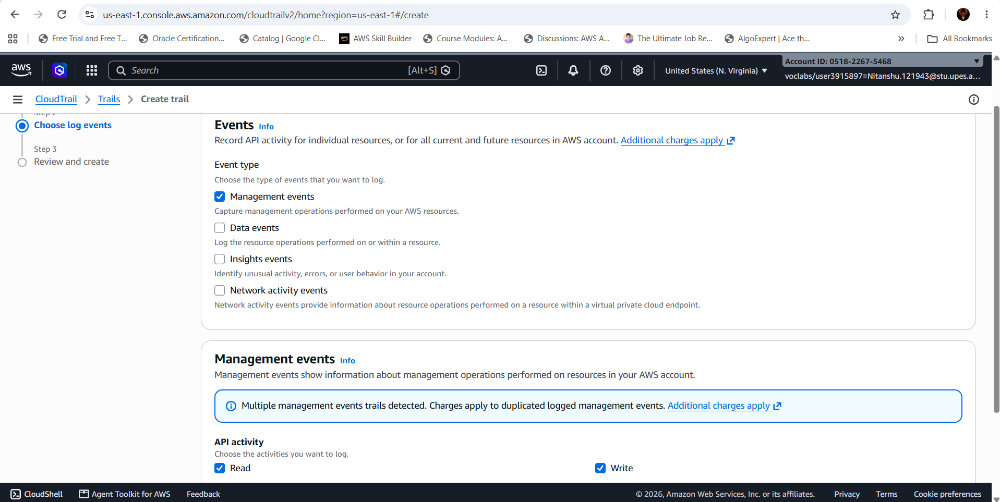 us-east-1.console.aws.amazon.com/cloudtrailv2/home?region=us-east-1#/create
Free Trial and Free T...
Oracle Certification...
Catalog | Google Cl...
aws
AWS Skill Builder
Course Modules: A...
Discussions: AWS A...
The Ultimate Job Re...
AlgoExpert | Ace th...
All Bookmarks
aws
Search
[Alt+S]
United States (N. Virginia)
Account ID: 0518-2267-5468
voclabs/user3915897=Nitanshu.121943@stu.upes.a...
CloudTrail
Trails
Create trail
Step 2
Choose log events
Step 3
Review and create
Events Info
Record API activity for individual resources, or for all current and future resources in AWS account. Additional charges apply
Event type
Choose the type of events that you want to log.
Management events
Capture management operations performed on your AWS resources.
Data events
Log the resource operations performed on or within a resource.
Insights events
Identify unusual activity, errors, or user behavior in your account.
Network activity events
Network activity events provide information about resource operations performed on a resource within a virtual private cloud endpoint.
Management events Info
Management events show information about management operations performed on resources in your AWS account.
Multiple management events trails detected. Charges apply to duplicated logged management events. Additional charges apply
API activity
Choose the activities you want to log.
Read
Write
CloudShell
Agent Toolkit for AWS
Feedback
© 2026, Amazon Web Services, Inc. or its affiliates.
Privacy
Terms
Cookie preferences